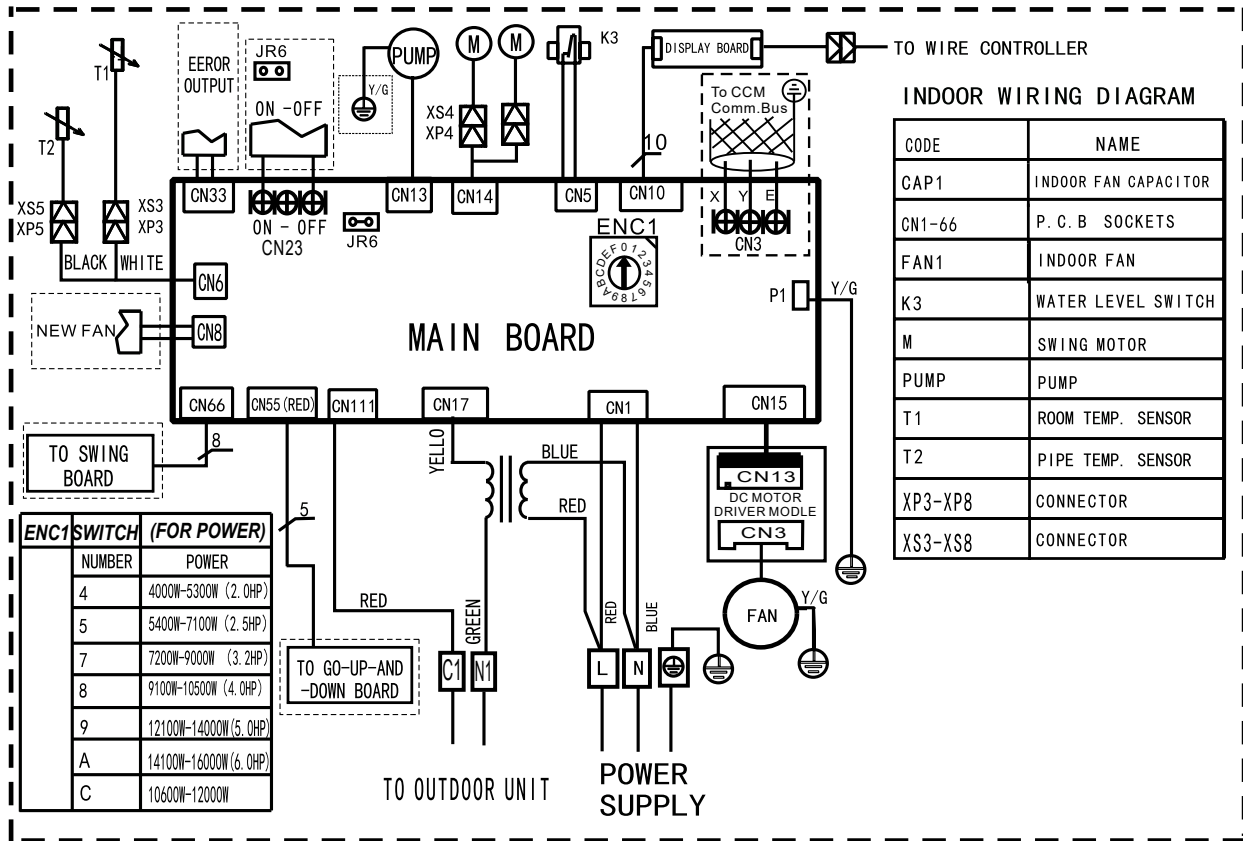 T1
T2
EEROR
OUTPUT
JR6
ON -OFF
PUMP
Y/G
M
M
XS4
XP4
K3
DISPLAY BOARD
TO WIRE CONTROLLER
10
To CCM
Comm.Bus
X Y E
CN3
XS5
XP5
XS3
XP3
BLACK
WHITE
CN33
ON - OFF
CN23
JR6
CN13
CN14
CN5
CN10
ENC1
0123456789ABCDEF
CN6
CN8
NEW FAN
MAIN BOARD
P1
Y/G
CN66
CN55(RED)
CN111
CN17
CN1
CN15
TO SWING
BOARD
8
5
YELLO
BLUE
RED
RED
GREEN
RED
BLUE
CN13
DC MOTOR
DRIVER MODLE
CN3
FAN
Y/G
TO GO-UP-AND
-DOWN BOARD
C1
N1
L
N
TO OUTDOOR UNIT
POWER
SUPPLY
ENC1 SWITCH (FOR POWER)
NUMBER POWER
4 4000W-5300W (2.0HP)
5 5400W-7100W (2.5HP)
7 7200W-9000W (3.2HP)
8 9100W-10500W (4.0HP)
9 12100W-14000W(5.0HP)
A 14100W-16000W(6.0HP)
C 10600W-12000W
INDOOR WIRING DIAGRAM
CODE NAME
CAP1 INDOOR FAN CAPACITOR
CN1-66 P.C.B SOCKETS
FAN1 INDOOR FAN
K3 WATER LEVEL SWITCH
M SWING MOTOR
PUMP PUMP
T1 ROOM TEMP. SENSOR
T2 PIPE TEMP. SENSOR
XP3-XP8 CONNECTOR
XS3-XS8 CONNECTOR